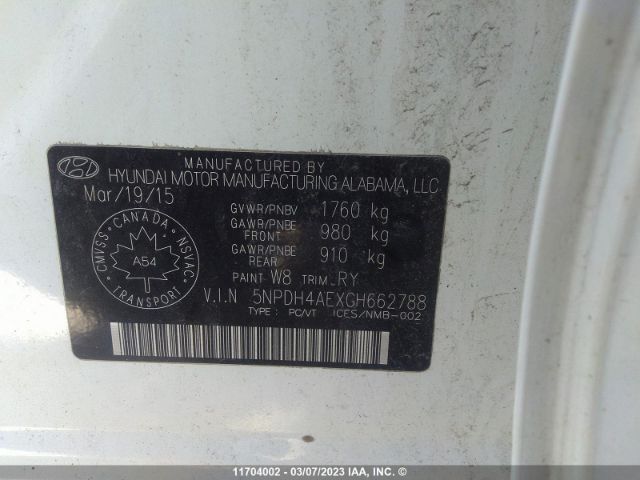 MANUFACTURED BY
HYUNDAI MOTOR MANUFACTURING ALABAMA, LLC
Mar/19/15
GVWR/PNBV 1760 kg
GAWR/PNBE FRONT 980 kg
GAWR/PNBE REAR 910 kg
PAINT W8 TRIM RY
V.I.N 5NPDH4AEXGH662788
TYPE : PC/VT ICES/NMB-002
CANADA
CMVSS
NSVAC
A54
TRANSPORT
11704002 - 03/07/2023 IAA, Inc.